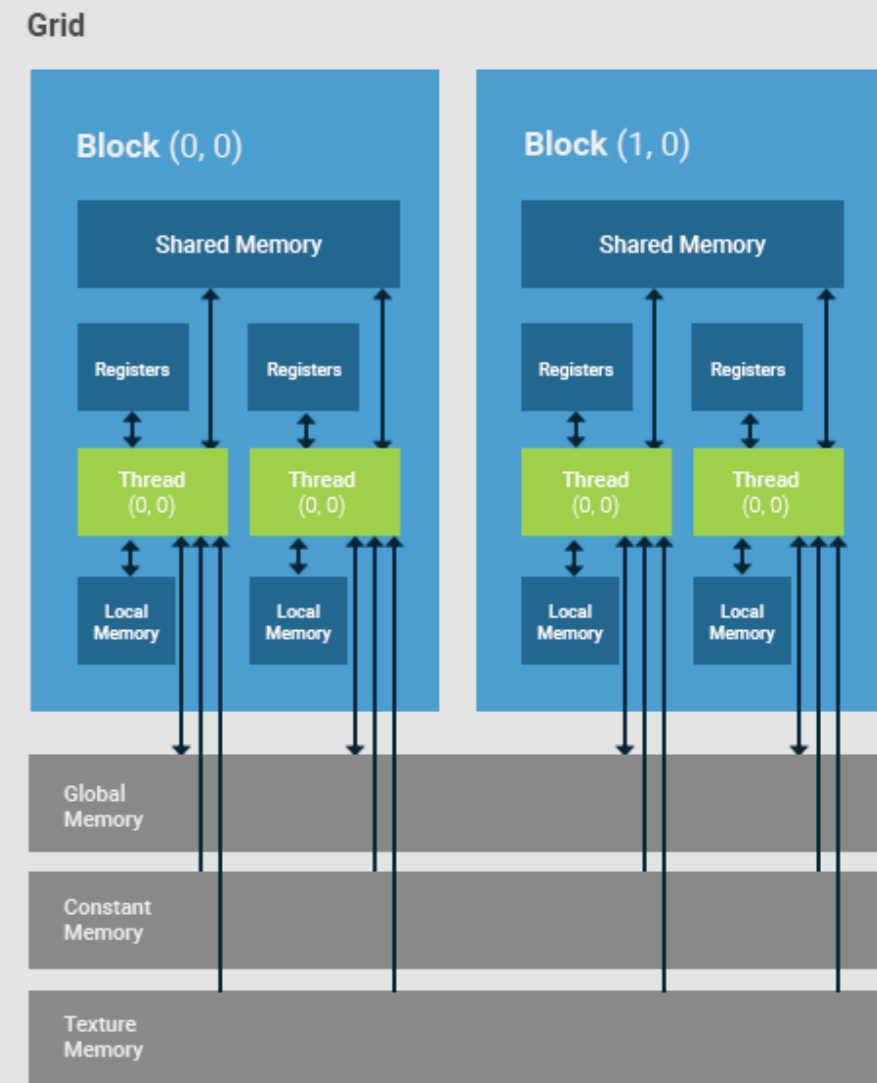 Grid
Block (0, 0)
Block (1, 0)
Shared Memory
Shared Memory
Registers
Registers
Registers
Registers
Thread
(0, 0)
Thread
(0, 0)
Thread
(0, 0)
Thread
(0, 0)
Local
Memory
Local
Memory
Local
Memory
Local
Memory
Global
Memory
Constant
Memory
Texture
Memory